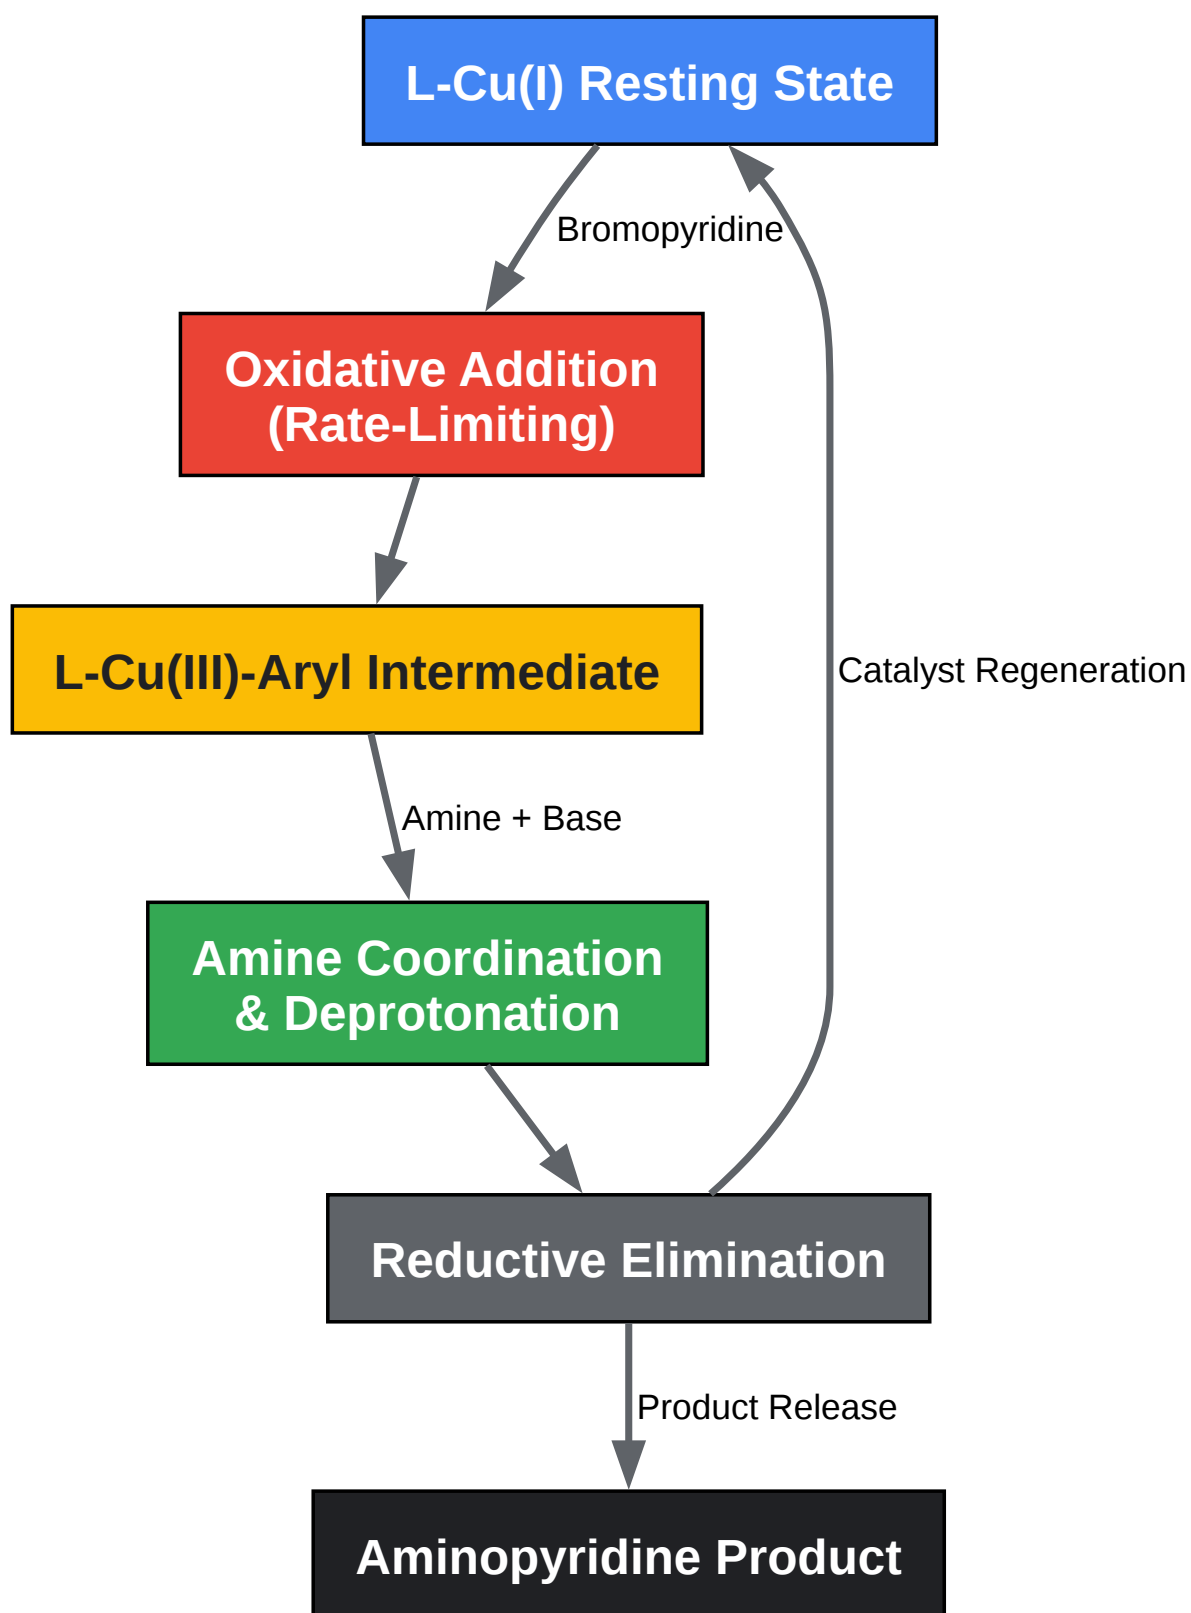 L-Cu(I) Resting State
Bromopyridine
Oxidative Addition
(Rate-Limiting)
L-Cu(III)-Aryl Intermediate
Catalyst Regeneration
Amine + Base
Amine Coordination
& Deprotonation
Reductive Elimination
Product Release
Aminopyridine Product